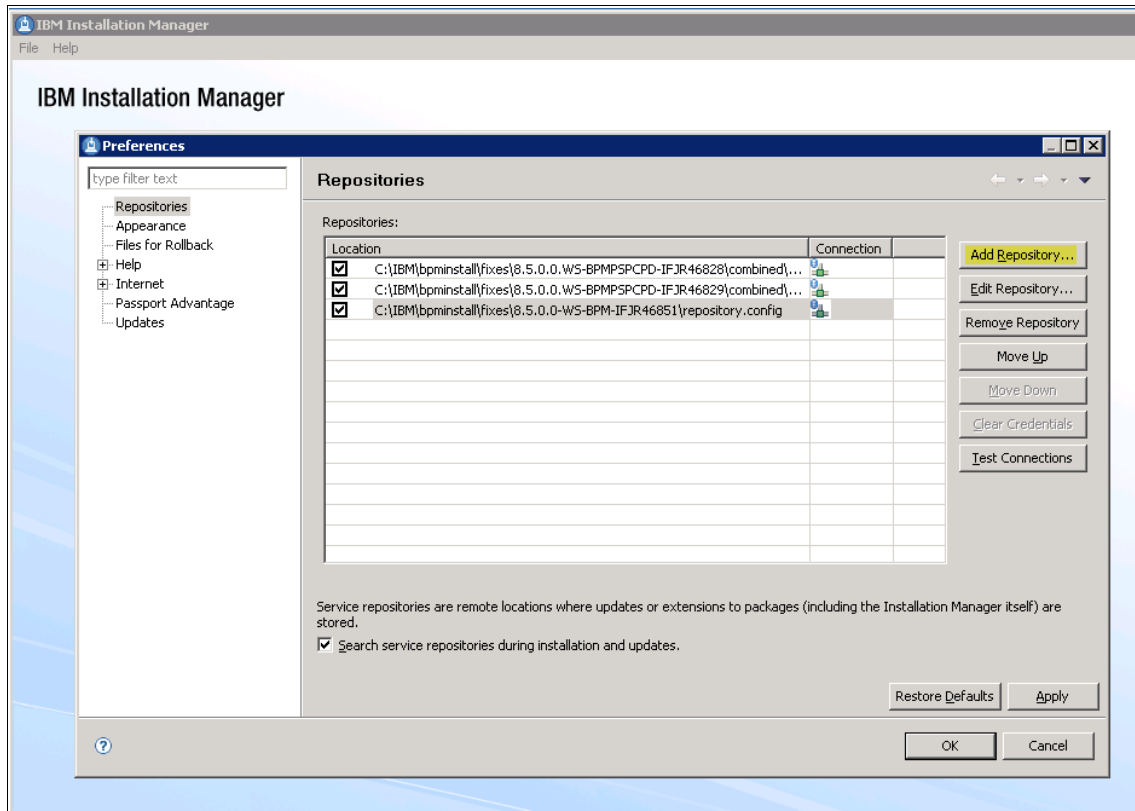 IBM Installation Manager
File Help
IBM Installation Manager
Preferences
type filter text
Repositories
Appearance
Files for Rollback
Help
Internet
Passport Advantage
Updates
Repositories
Repositories:
Location Connection
C:\IBM\bpminstall\fixes\8.5.0.0.WS-BPMPSPCPD-IFJR46828\combined\...
C:\IBM\bpminstall\fixes\8.5.0.0.WS-BPMPSPCPD-IFJR46829\combined\...
C:\IBM\bpminstall\fixes\8.5.0.0-WS-BPM-IFJR46851\repository.config
Add Repository...
Edit Repository...
Remove Repository
Move Up
Move Down
Clear Credentials
Test Connections
Service repositories are remote locations where updates or extensions to packages (including the Installation Manager itself) are
stored.
Search service repositories during installation and updates.
Restore Defaults Apply
? OK Cancel